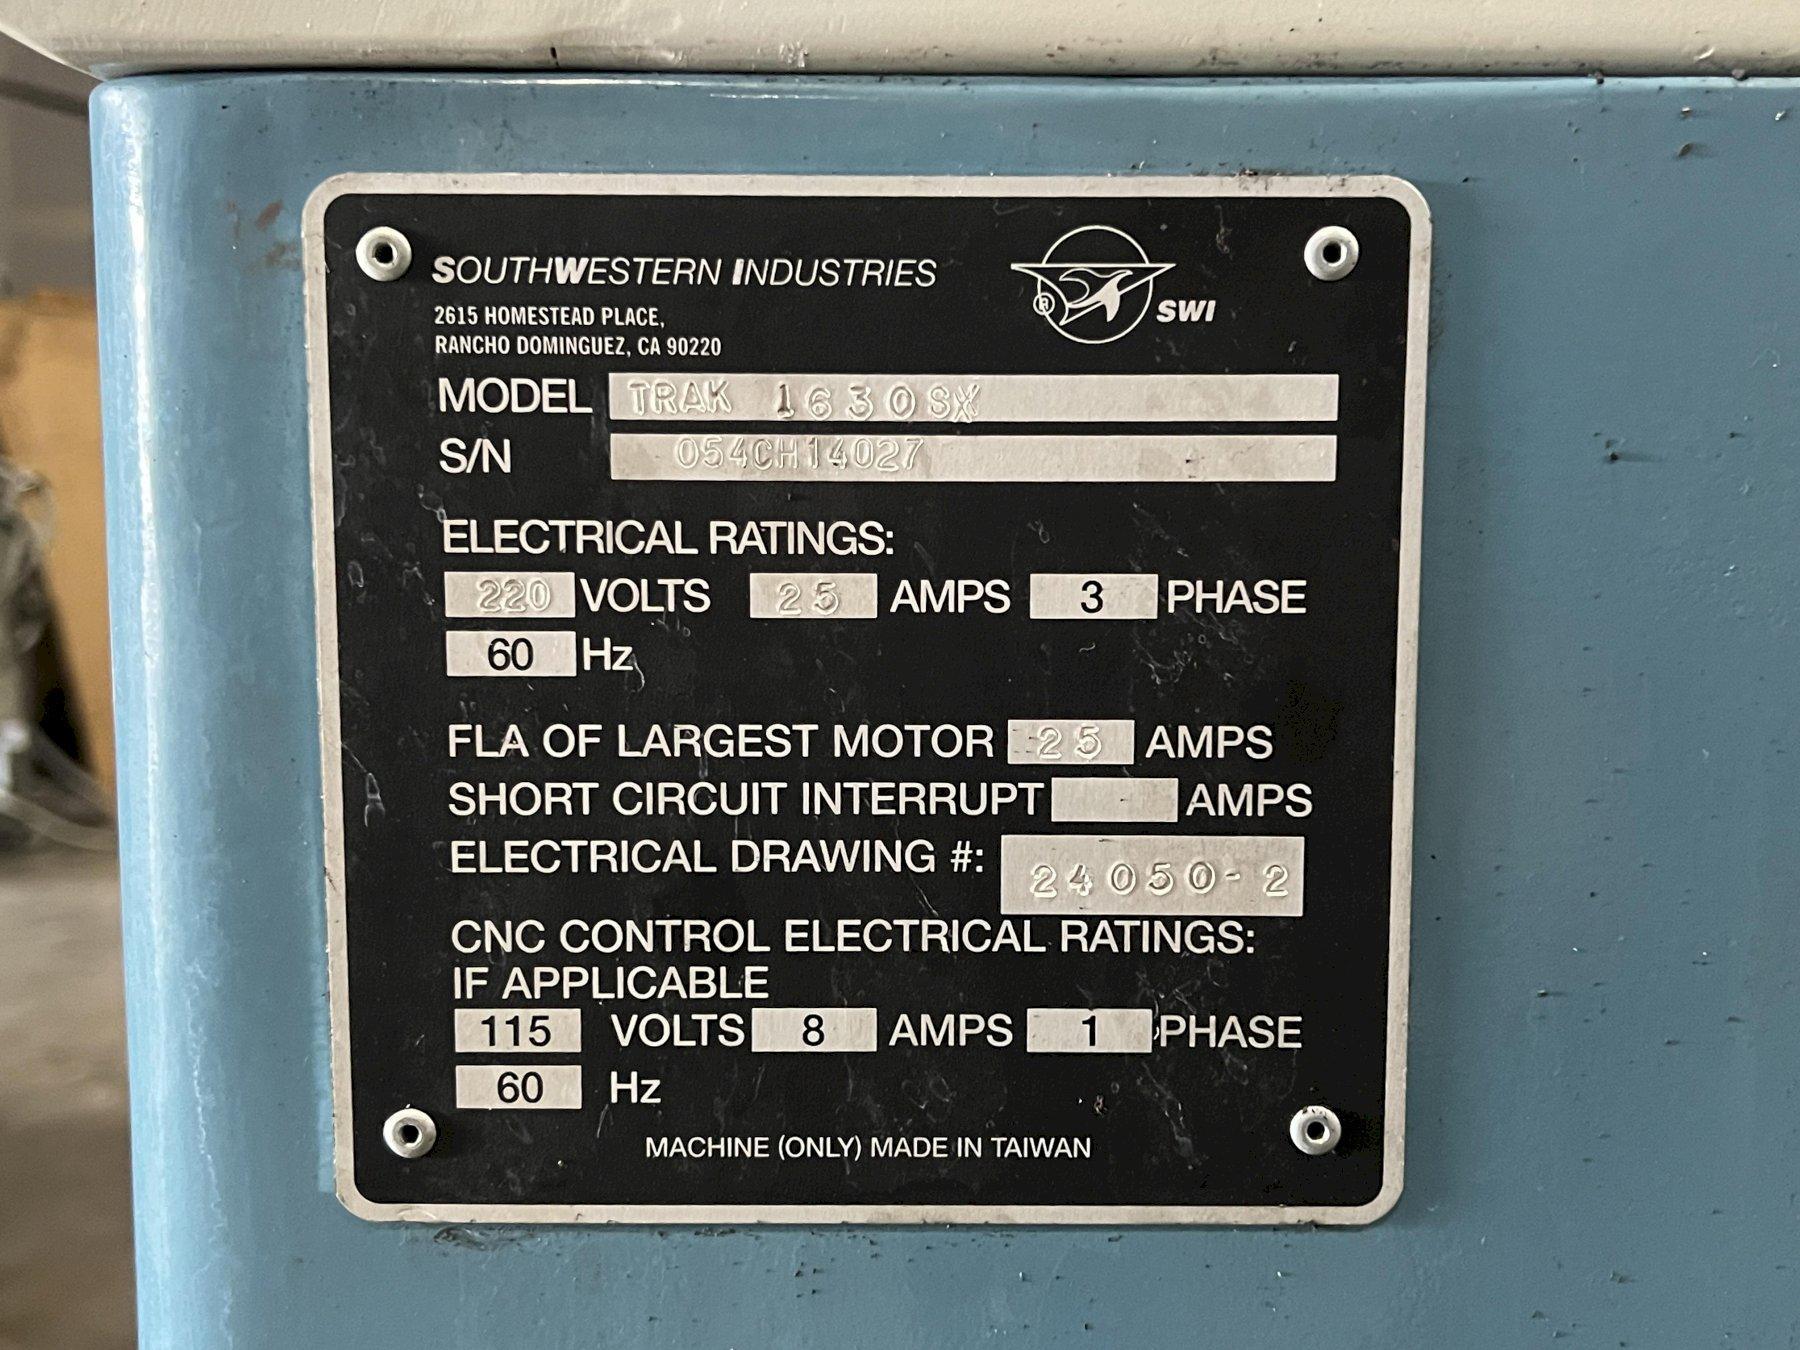 SOUTHWESTERN INDUSTRIES
® SWI
2615 HOMESTEAD PLACE,
RANCHO DOMINGUEZ, CA 90220
MODEL TRAK 1630SX
S/N 054CH14027
ELECTRICAL RATINGS:
220 VOLTS 25 AMPS 3 PHASE
60 Hz
FLA OF LARGEST MOTOR 25 AMPS
SHORT CIRCUIT INTERRUPT AMPS
ELECTRICAL DRAWING #: 24050-2
CNC CONTROL ELECTRICAL RATINGS:
IF APPLICABLE
115 VOLTS 8 AMPS 1 PHASE
60 Hz
MACHINE (ONLY) MADE IN TAIWAN